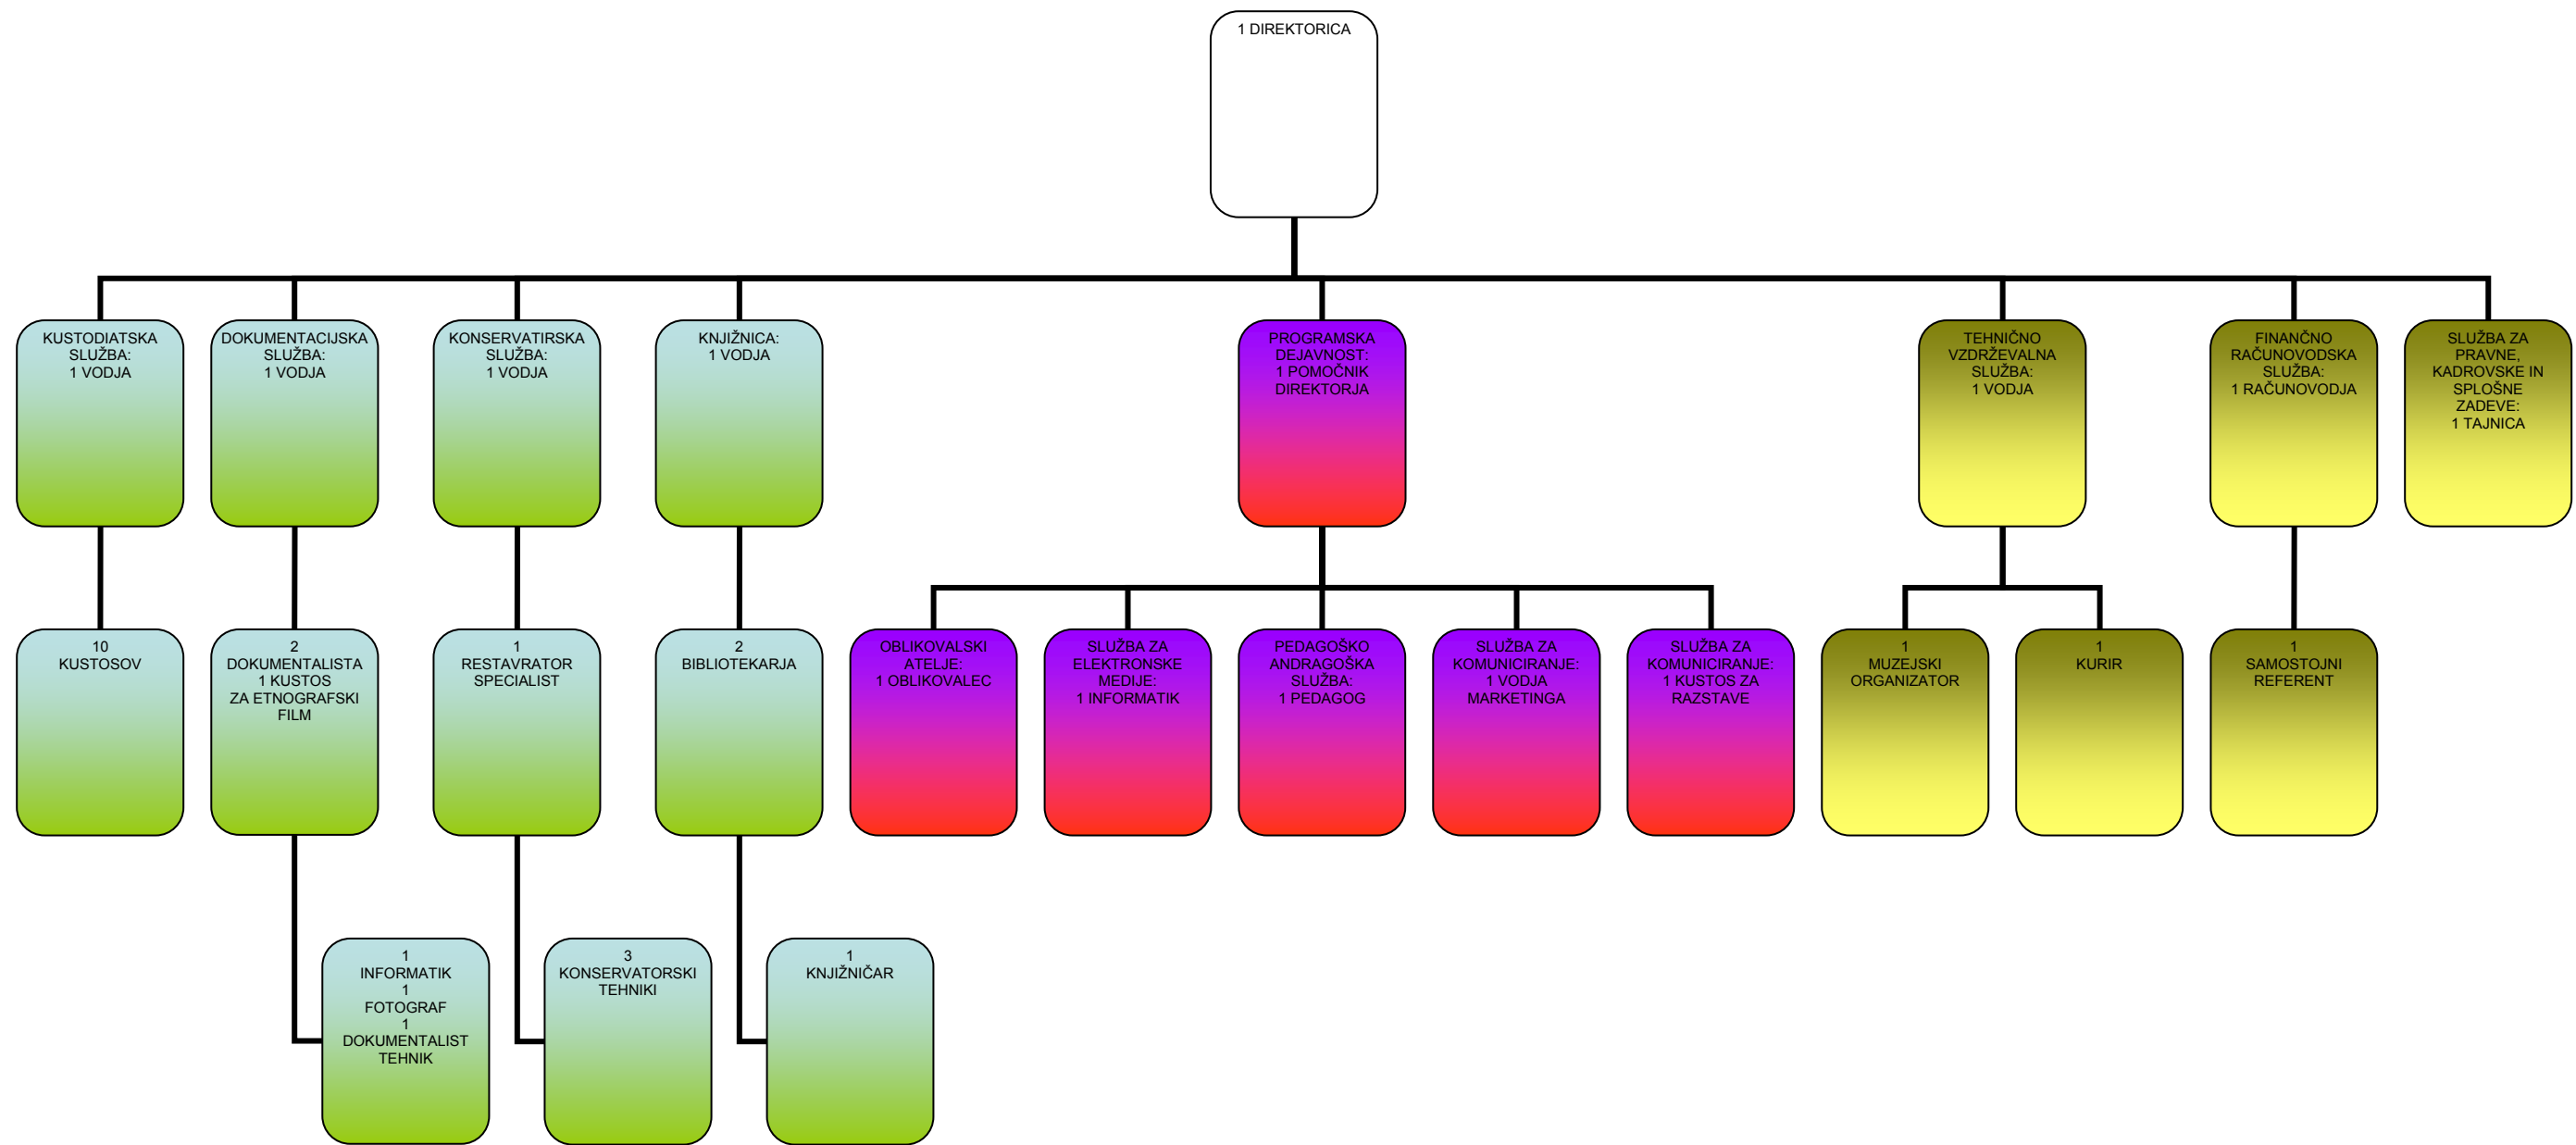 1 DIREKTORICA
KUSTODIATSKA
SLUŽBA:
1 VODJA
DOKUMENTACIJSKA
SLUŽBA:
1 VODJA
KONSERVATIRSKA
SLUŽBA:
1 VODJA
KNJIŽNICA:
1 VODJA
PROGRAMSKA
DEJAVNOST:
1 POMOČNIK
DIREKTORJA
TEHNIČNO
VZDRŽEVALNA
SLUŽBA:
1 VODJA
FINANČNO
RAČUNOVODSKA
SLUŽBA:
1 RAČUNOVODJA
SLUŽBA ZA
PRAVNE,
KADROVSKE IN
SPLOŠNE
ZADEVE:
1 TAJNICA
10
KUSTOSOV
2
DOKUMENTALISTA
1 KUSTOS
ZA ETNOGRAFSKI
FILM
1
RESTAVRATOR
SPECIALIST
2
BIBLIOTEKARJA
OBLIKOVALSKI
ATELJE:
1 OBLIKOVALEC
SLUŽBA ZA
ELEKTRONSKE
MEDIJE:
1 INFORMATIK
PEDAGOŠKO
ANDRAGOŠKA
SLUŽBA:
1 PEDAGOG
SLUŽBA ZA
KOMUNICIRANJE:
1 VODJA
MARKETINGA
SLUŽBA ZA
KOMUNICIRANJE:
1 KUSTOS ZA
RAZSTAVE
1
MUZEJSKI
ORGANIZATOR
1
KURIR
1
SAMOSTOJNI
REFERENT
1
INFORMATIK
1
FOTOGRAF
1
DOKUMENTALIST
TEHNIK
3
KONSERVATORSKI
TEHNIKI
1
KNJIŽNIČAR